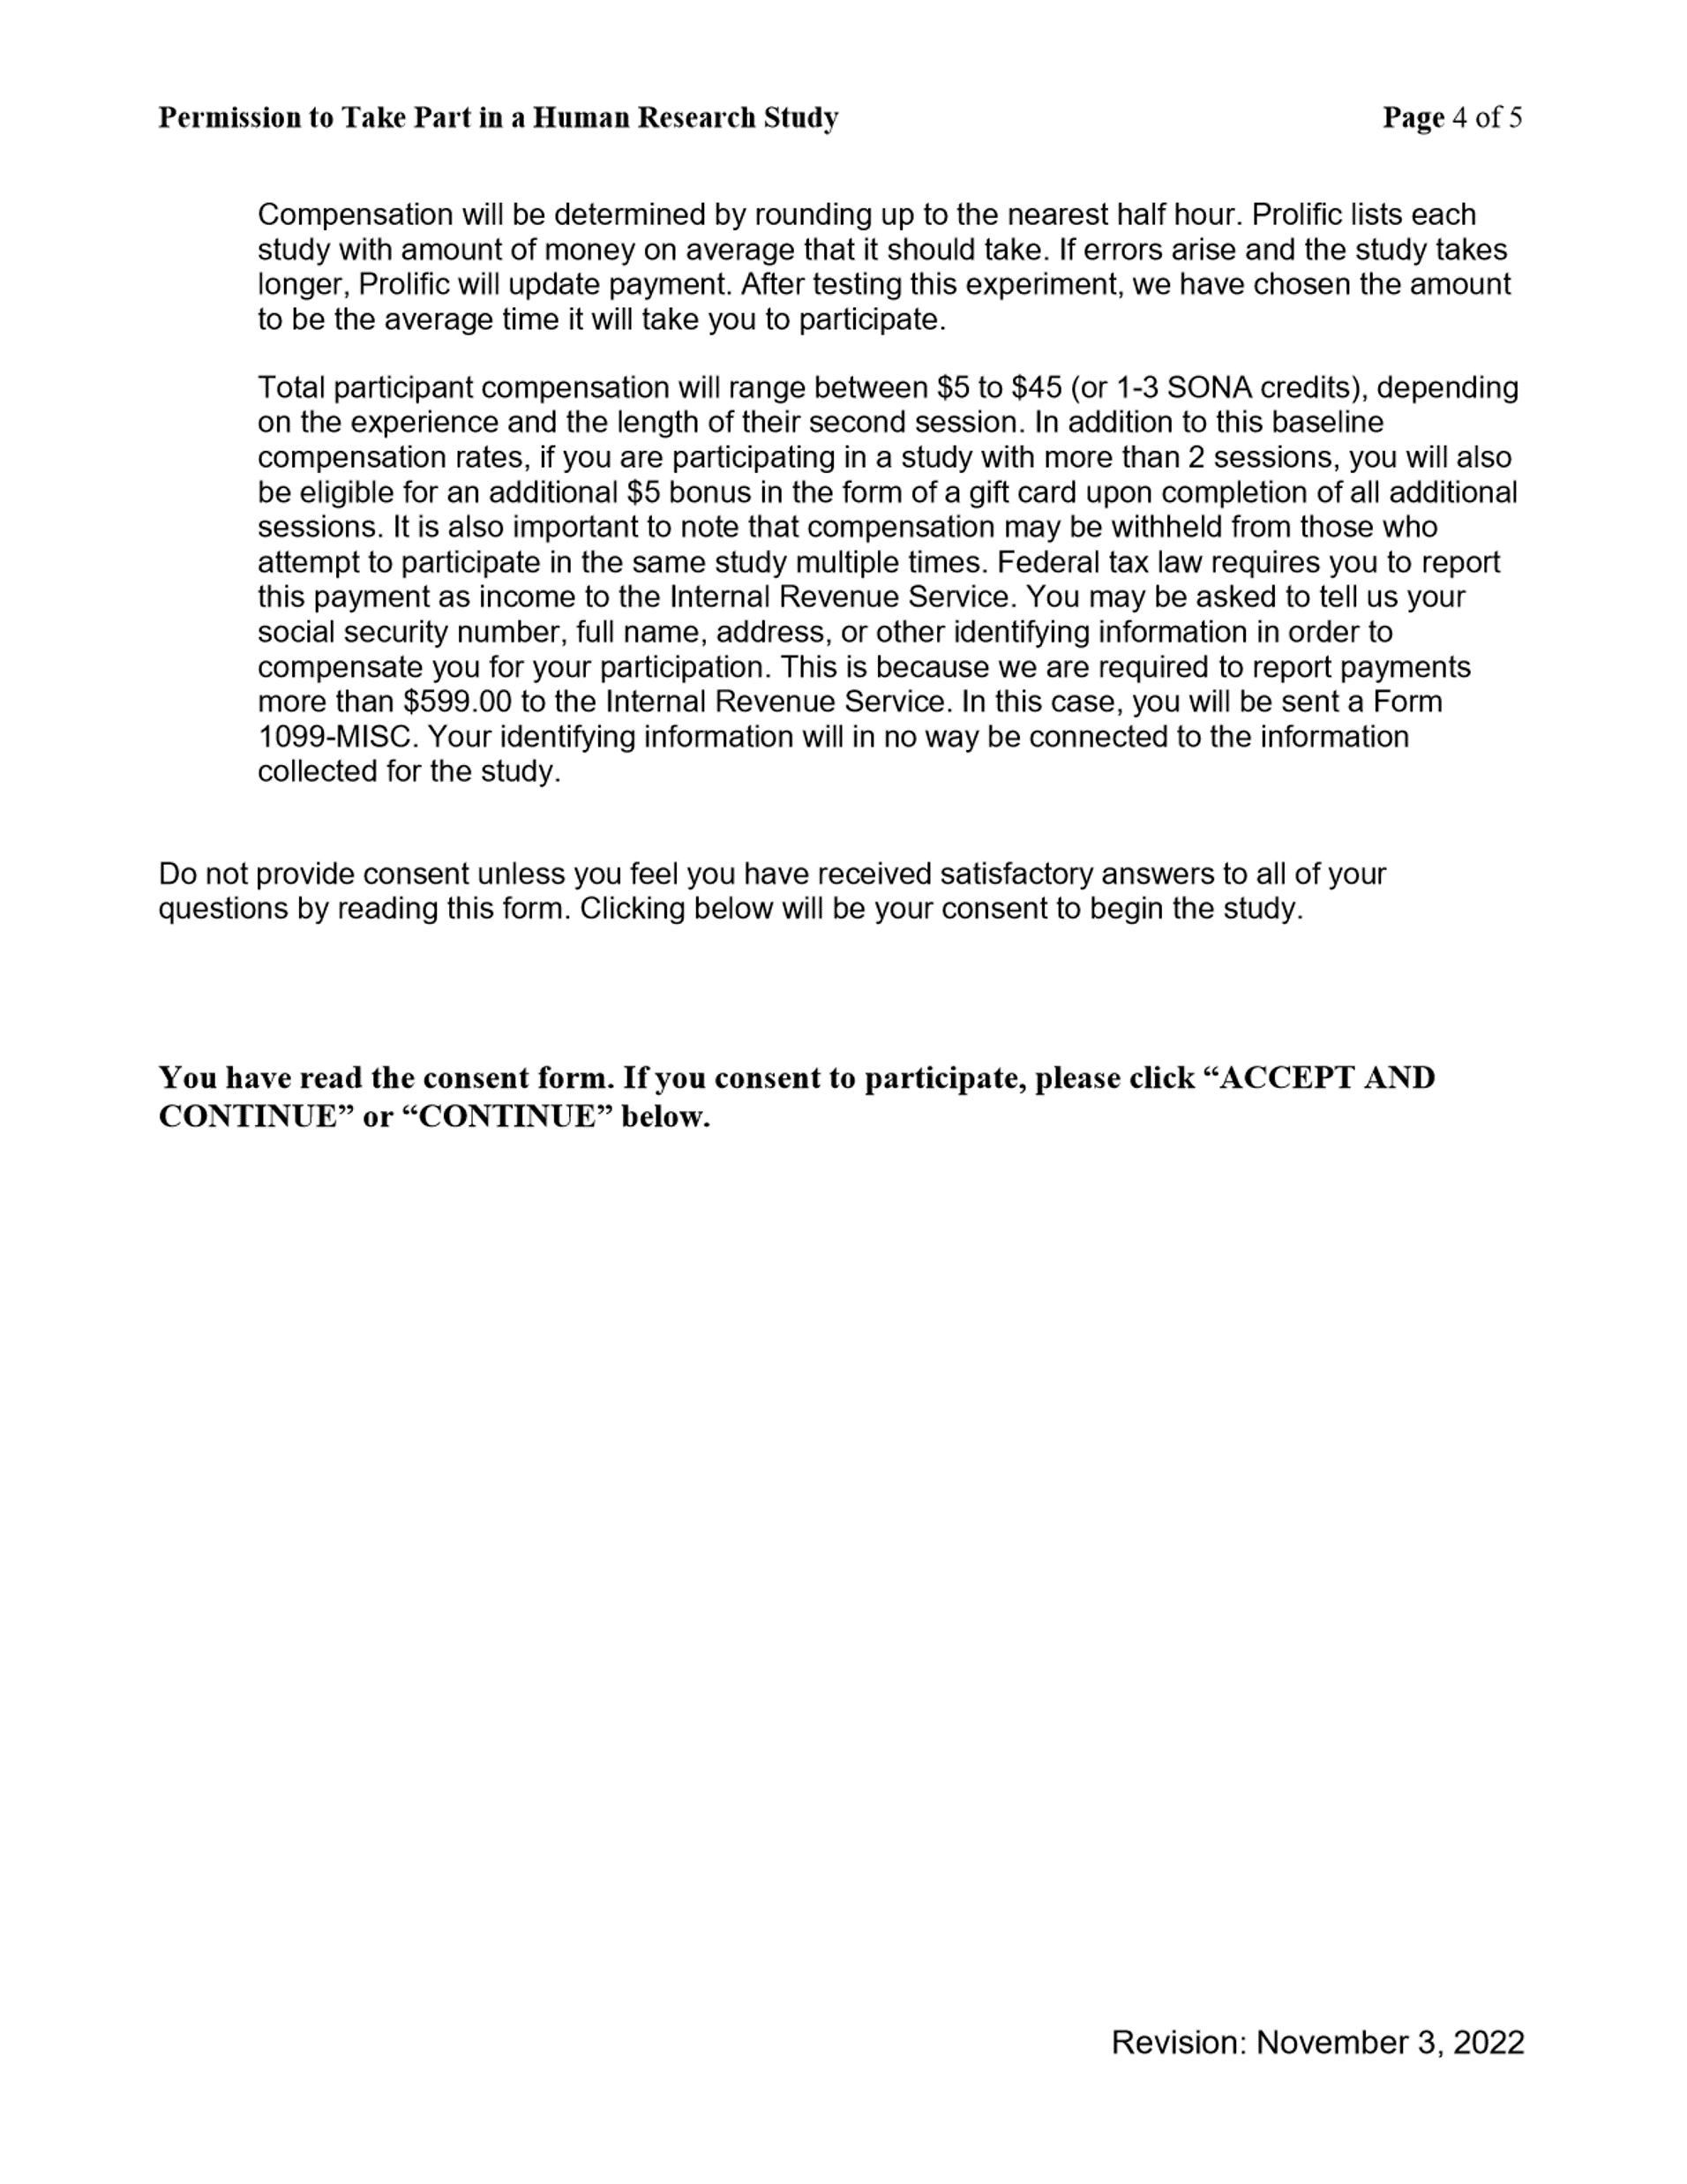 Permission to Take Part in a Human Research Study Page 4 of 5
Compensation will be determined by rounding up to the nearest half hour. Prolific lists each
study with amount of money on average that it should take. If errors arise and the study takes
longer, Prolific will update payment. After testing this experiment, we have chosen the amount
to be the average time it will take you to participate.
Total participant compensation will range between $5 to $45 (or 1-3 SONA credits), depending
on the experience and the length of their second session. In addition to this baseline
compensation rates, if you are participating in a study with more than 2 sessions, you will also
be eligible for an additional $5 bonus in the form of a gift card upon completion of all additional
sessions. It is also important to note that compensation may be withheld from those who
attempt to participate in the same study multiple times. Federal tax law requires you to report
this payment as income to the Internal Revenue Service. You may be asked to tell us your
social security number, full name, address, or other identifying information in order to
compensate you for your participation. This is because we are required to report payments
more than $599.00 to the Internal Revenue Service. In this case, you will be sent a Form
1099-MISC. Your identifying information will in no way be connected to the information
collected for the study.
Do not provide consent unless you feel you have received satisfactory answers to all of your
questions by reading this form. Clicking below will be your consent to begin the study.
You have read the consent form. If you consent to participate, please click “ACCEPT AND
CONTINUE” or “CONTINUE” below.
Revision: November 3, 2022